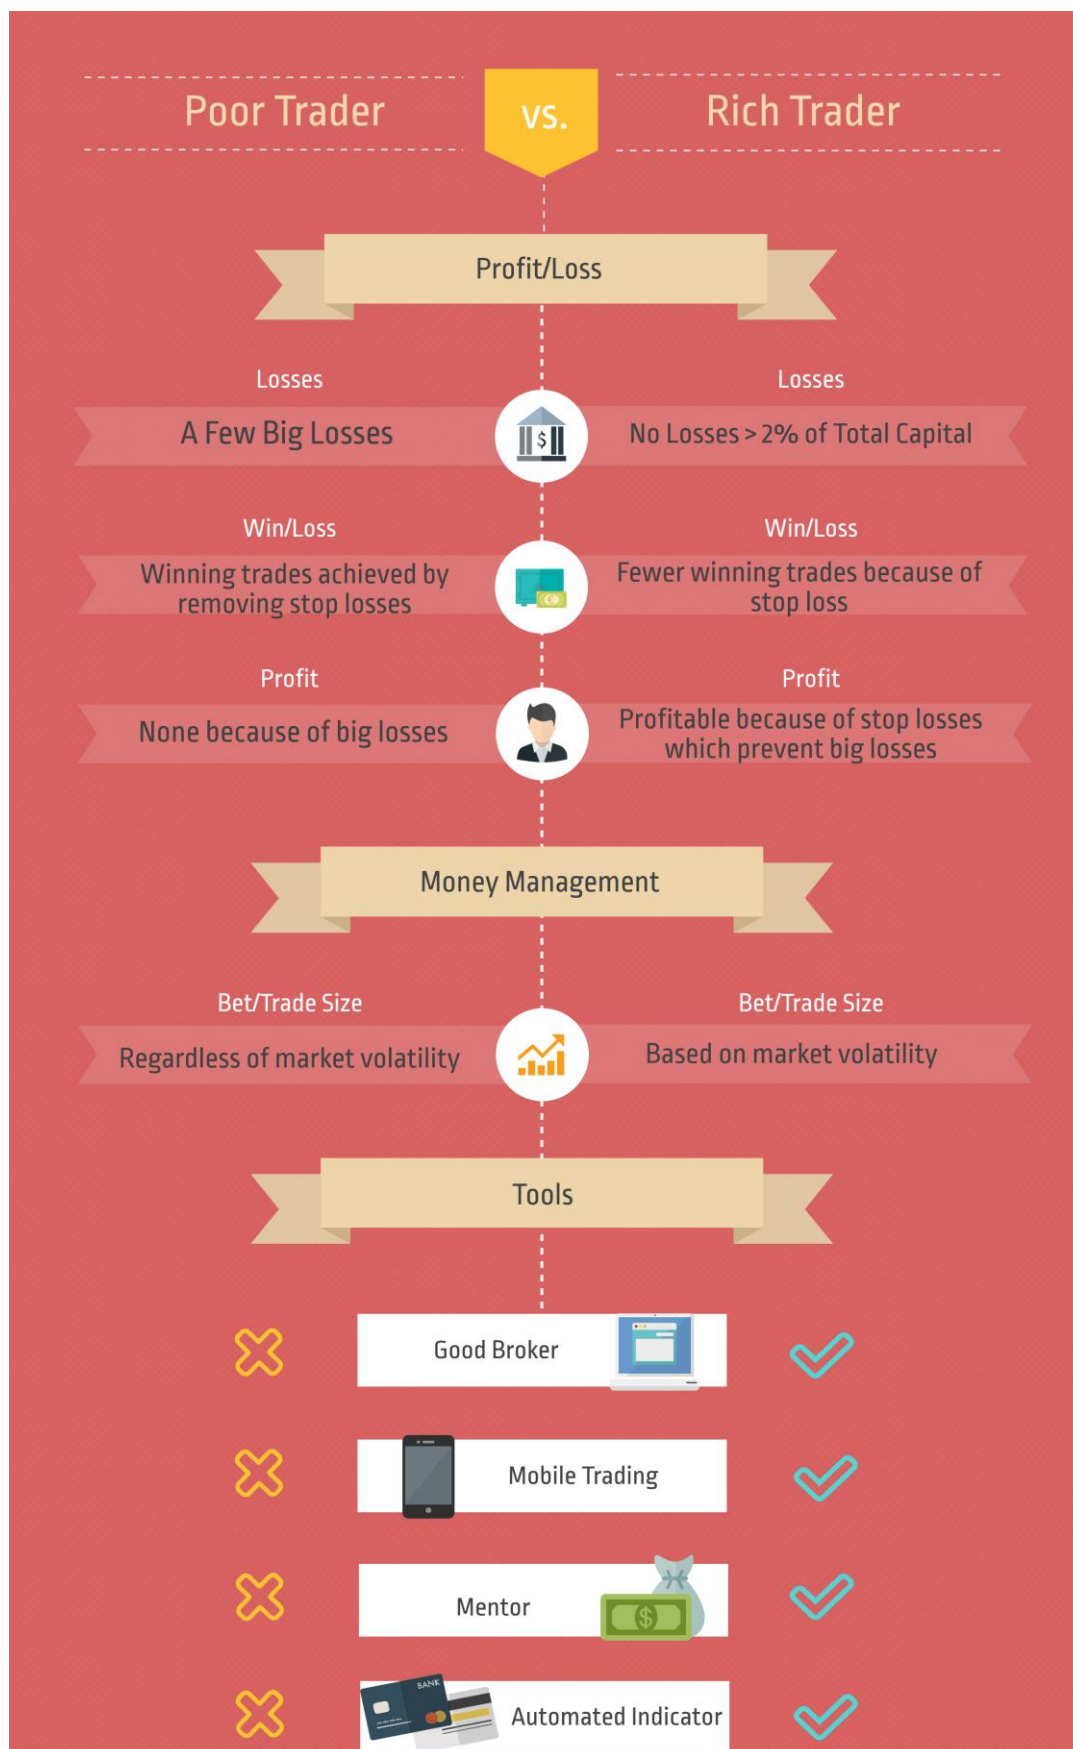 Poor Trader
VS.
Rich Trader
Profit/Loss
Losses
A Few Big Losses
Losses
No Losses > 2% of Total Capital
Win/Loss
Winning trades achieved by
removing stop losses
Win/Loss
Fewer winning trades because of
stop loss
Profit
None because of big losses
Profit
Profitable because of stop losses
which prevent big losses
Money Management
Bet/Trade Size
Regardless of market volatility
Bet/Trade Size
Based on market volatility
Tools
Good Broker
Mobile Trading
Mentor
BANK
Automated Indicator